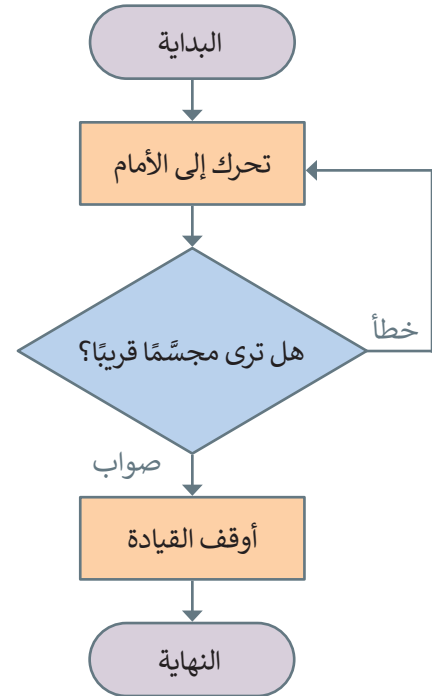 البداية
تحرك إلى الأمام
هل ترى مجسَّمًا قريبًا؟
خطأ
صواب
أوقف القيادة
النهاية